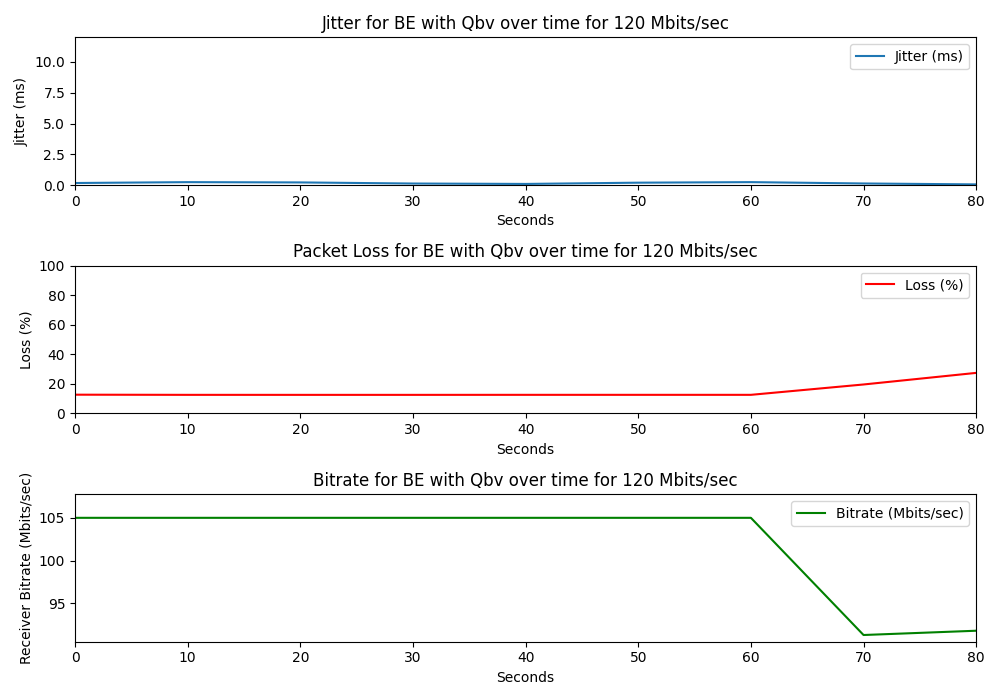 Jitter for BE with Qbv over time for 120 Mbits/sec
Jitter (ms)
10.0
7.5
5.0
2.5
0.0
Jitter (ms)
0 10 20 30 40 50 60 70 80
Seconds
Packet Loss for BE with Qbv over time for 120 Mbits/sec
Loss (%)
100
80
60
40
20
0
Loss (%)
0 10 20 30 40 50 60 70 80
Seconds
Bitrate for BE with Qbv over time for 120 Mbits/sec
Receiver Bitrate (Mbits/sec)
105
100
95
Bitrate (Mbits/sec)
0 10 20 30 40 50 60 70 80
Seconds